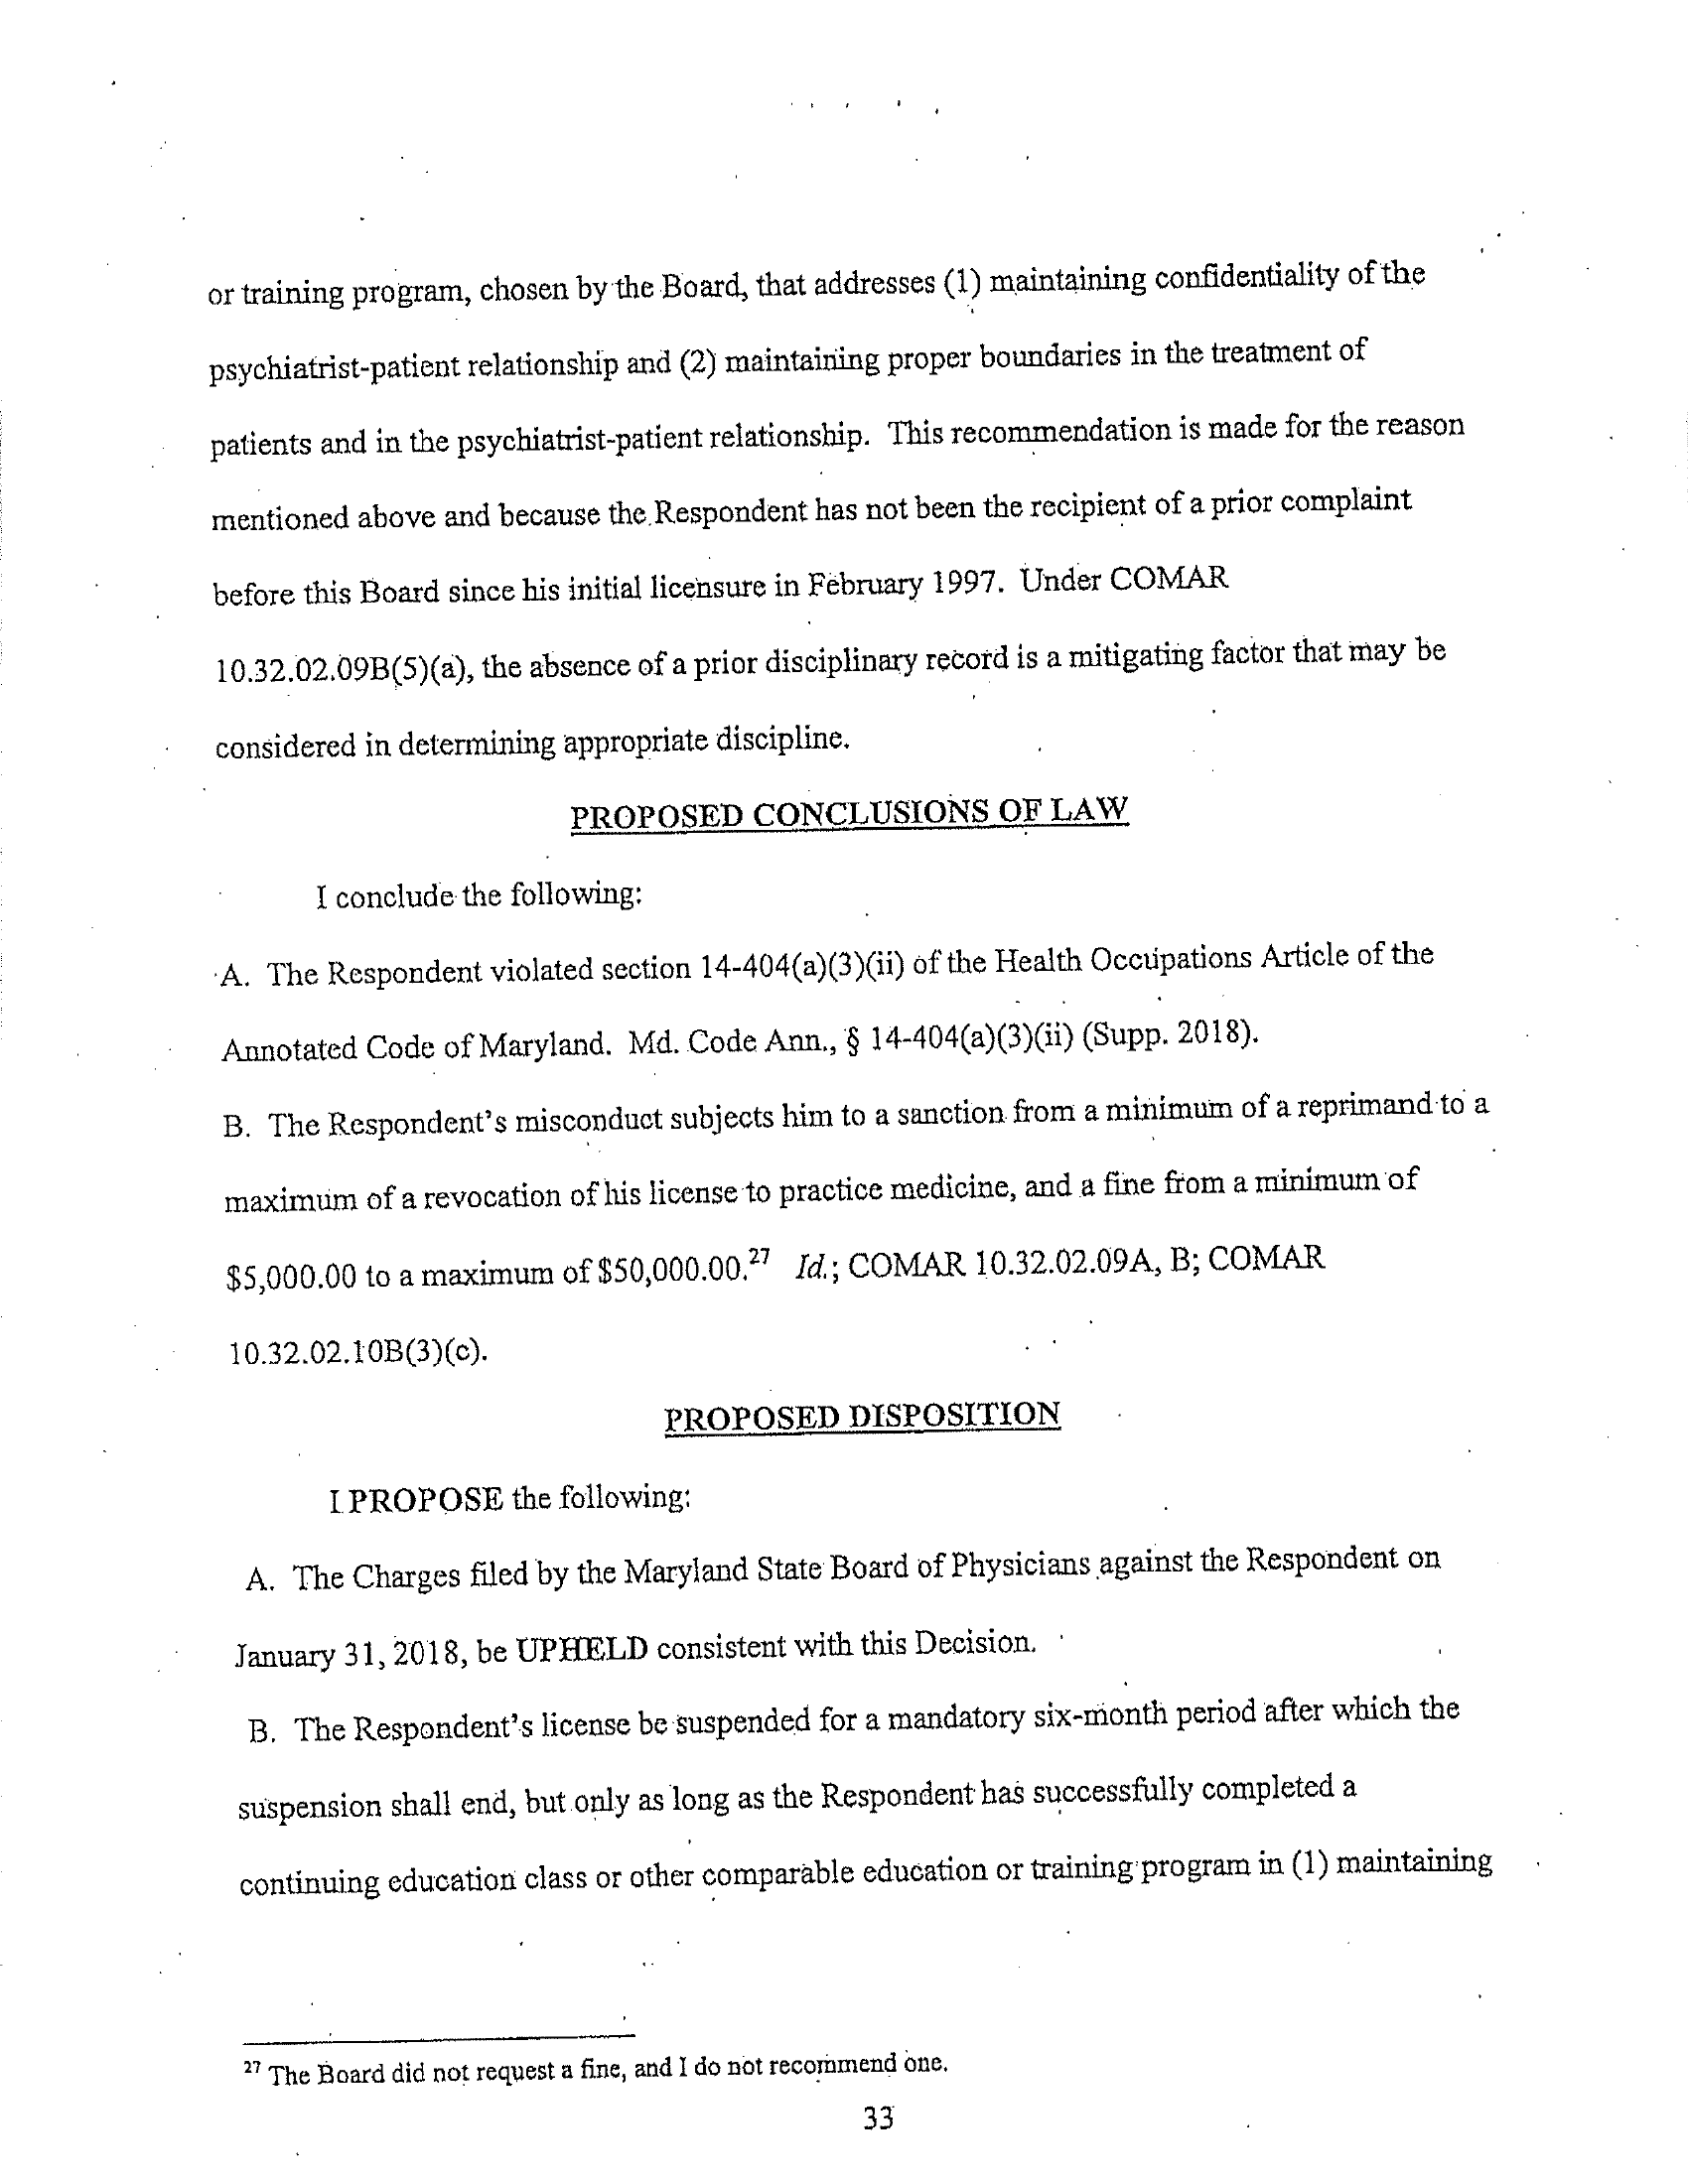 or training program, chosen by the Board, that addresses (1) maintaining confidentiality of the
psychiatrist-patient relationship and (2) maintaining proper boundaries in the treatment of
patients and in the psychiatrist-patient relationship. This recommendation is made for the reason
mentioned above and because the Respondent has not been the recipient of a prior complaint
before this Board since his initial licensure in February 1997. Under COMAR
10.32.02.09B(5)(a), the absence of a prior disciplinary record is a mitigating factor that may be
considered in determining appropriate discipline.
PROPOSED CONCLUSIONS OF LAW
I conclude the following:
A. The Respondent violated section 14-404(a)(3)(ii) of the Health Occupations Article of the
Annotated Code of Maryland. Md. Code Ann., § 14-404(a)(3)(ii) (Supp. 2018).
B. The Respondent's misconduct subjects him to a sanction from a minimum of a reprimand to a
maximum of a revocation of his license to practice medicine, and a fine from a minimum of
$5,000.00 to a maximum of $50,000.00.27 Id.; COMAR 10.32.02.09A, B; COMAR
10.32.02.10B(3)(c).
PROPOSED DISPOSITION
I PROPOSE the following:
A. The Charges filed by the Maryland State Board of Physicians against the Respondent on
January 31, 2018, be UPHELD consistent with this Decision.
B. The Respondent's license be suspended for a mandatory six-month period after which the
suspension shall end, but only as long as the Respondent has successfully completed a
continuing education class or other comparable education or training program in (1) maintaining
27 The Board did not request a fine, and I do not recommend one.
33